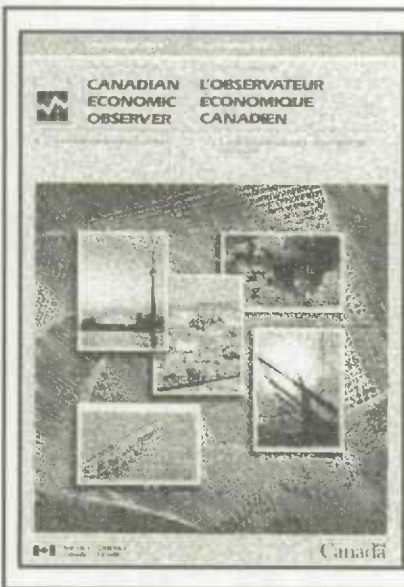 CANADIAN
ECONOMIC
OBSERVER
L'OBSERVATEUR
ÉCONOMIQUE
CANADIEN
Canada